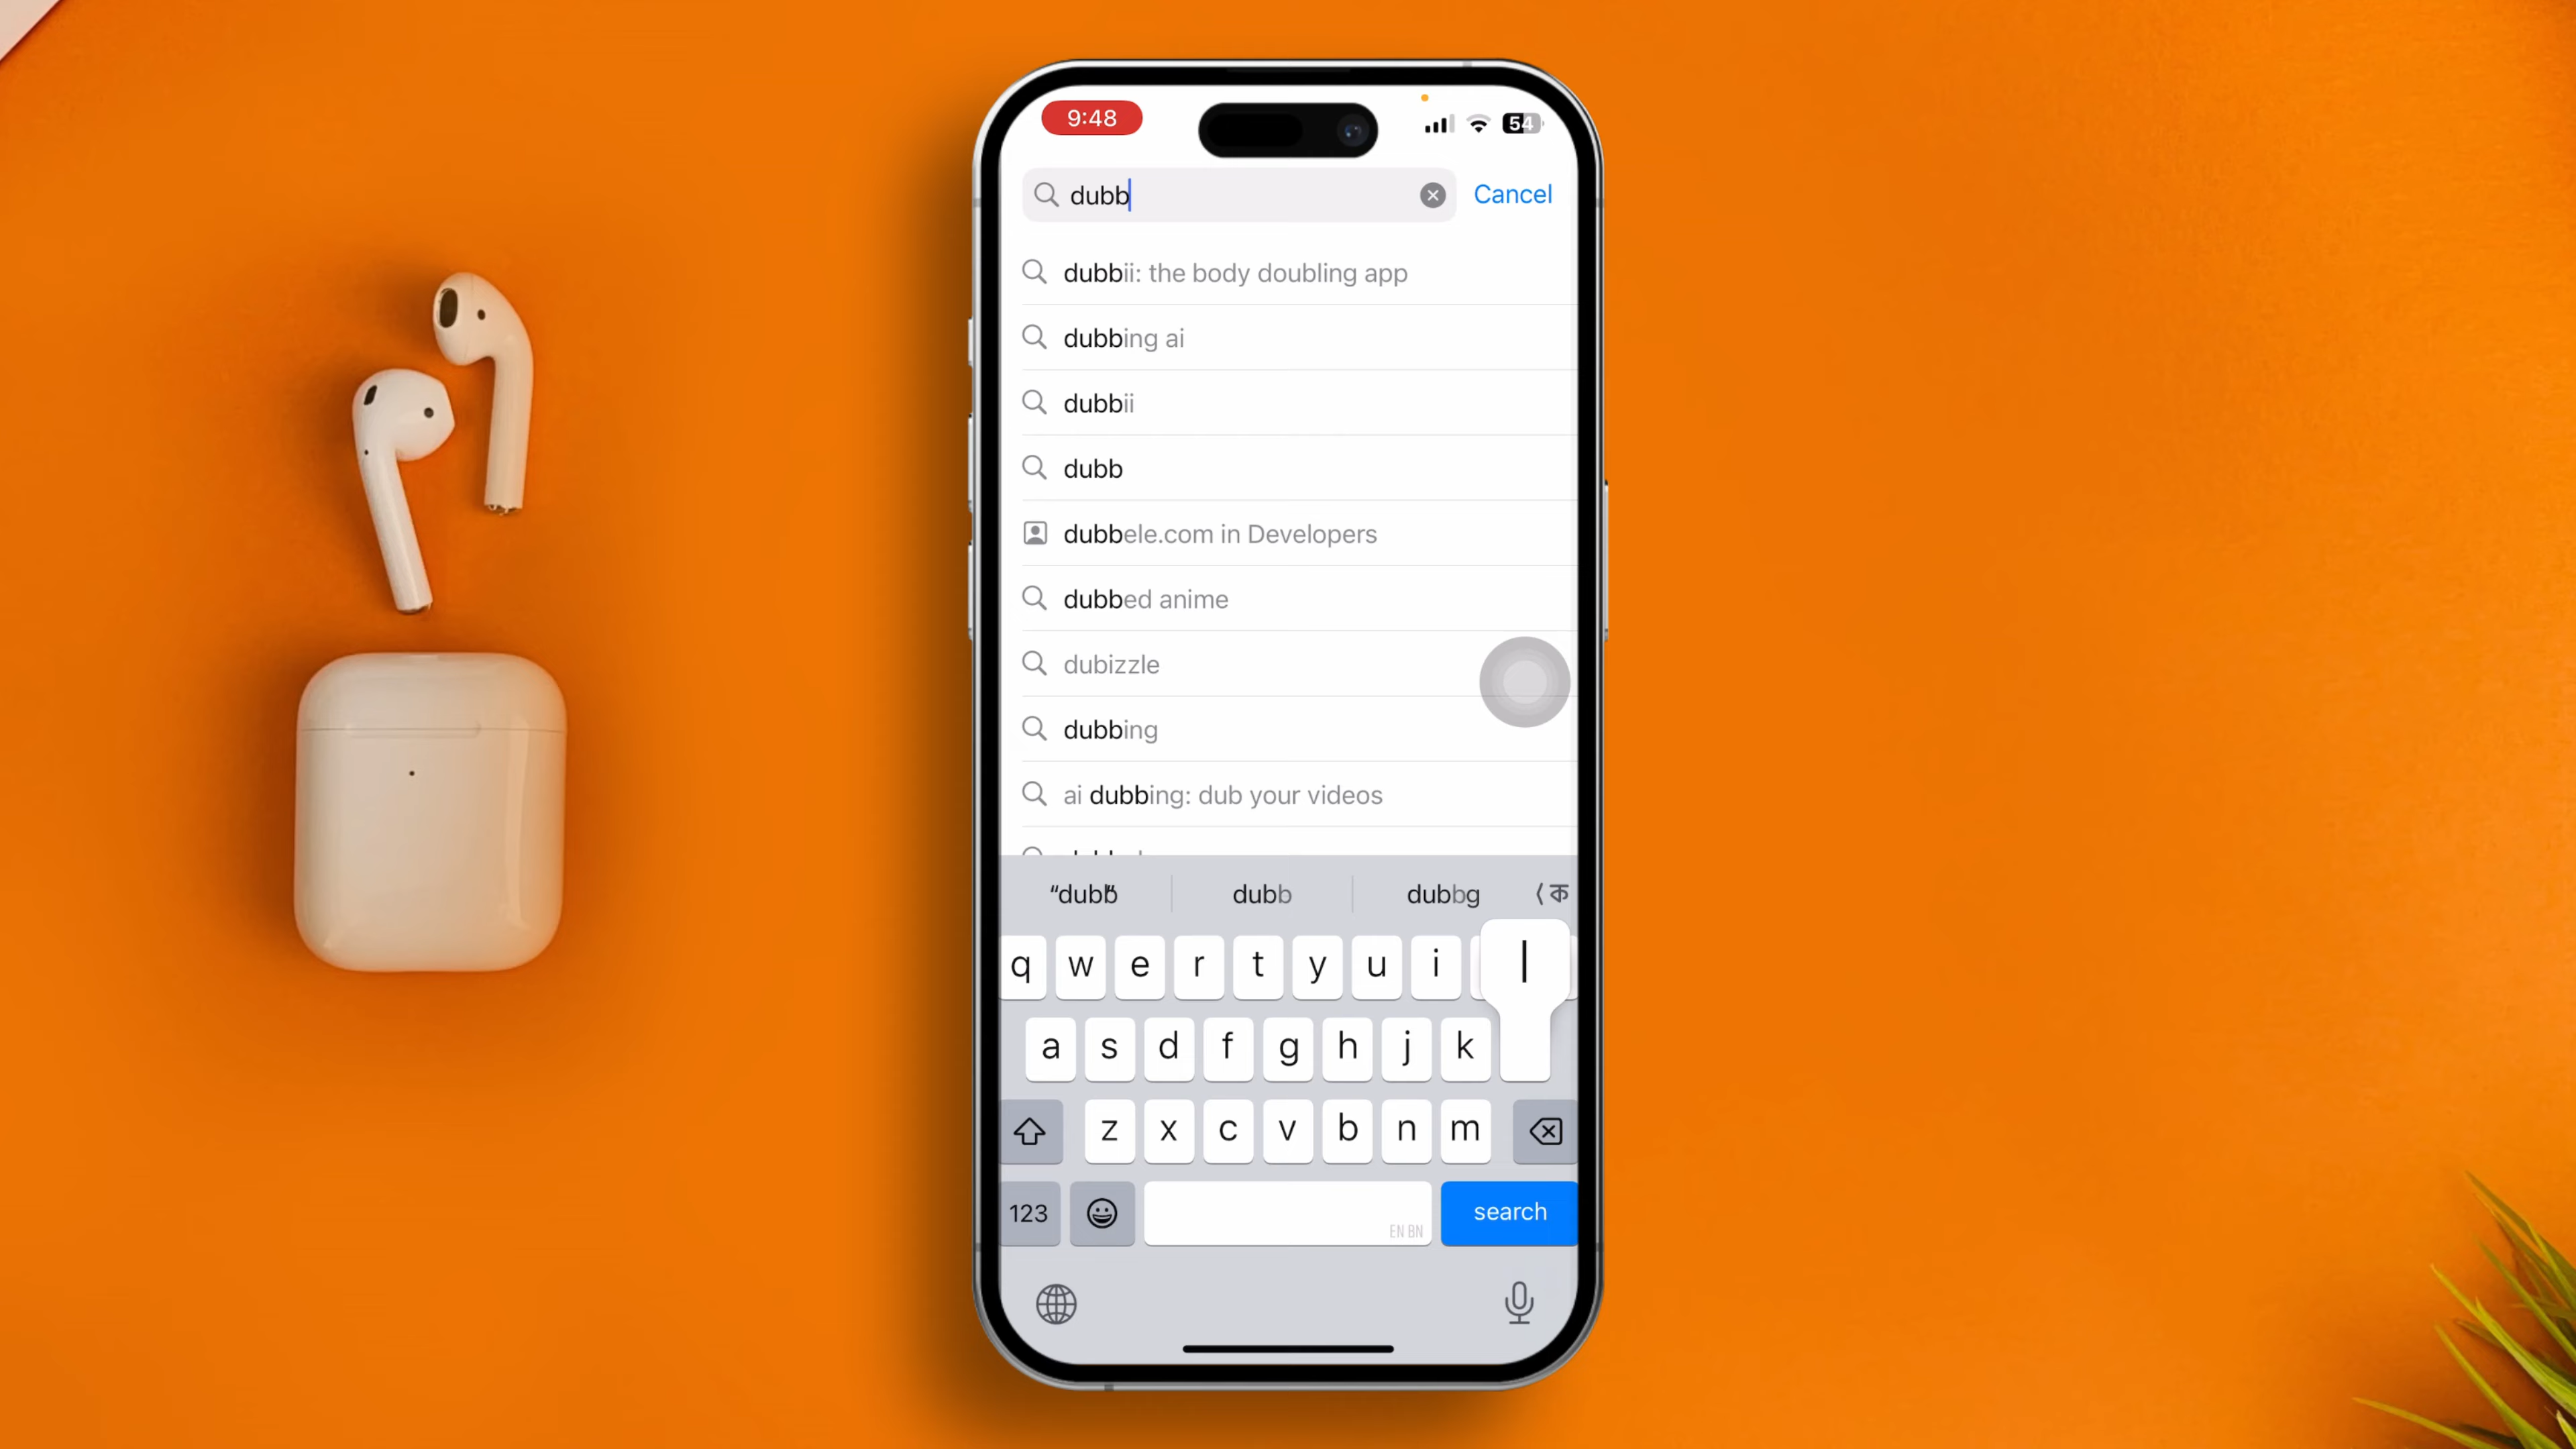 9:48
54
dubb
Cancel
dubbii: the body doubling app
dubbing ai
dubbii
dubb
dubbele.com in Developers
dubbed anime
dubizzle
dubbing
ai dubbing: dub your videos
“dubb” dubb dubbg ক
q w e r t y u i l
a s d f g h j k
z x c v b n m
123 EN BN search